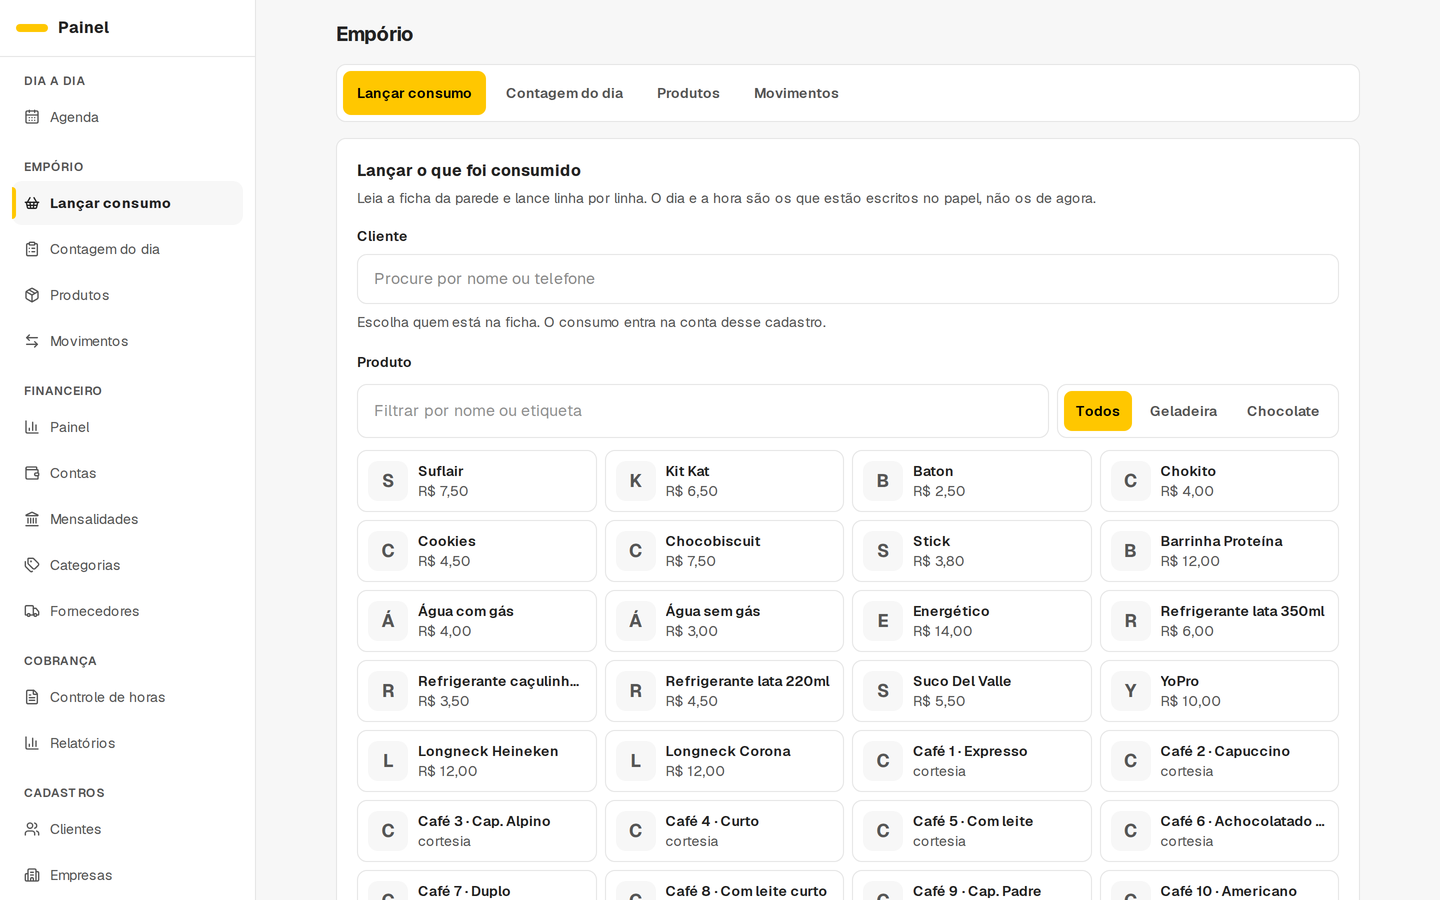 Painel
DIA A DIA
Agenda
EMPÓRIO
Lançar consumo
Contagem do dia
Produtos
Movimentos
FINANCEIRO
Painel
Contas
Mensalidades
Categorias
Fornecedores
COBRANÇA
Controle de horas
Relatórios
CADASTROS
Clientes
Empresas
Empório
Lançar consumo
Contagem do dia
Produtos
Movimentos
Lançar o que foi consumido
Leia a ficha da parede e lance linha por linha. O dia e a hora são os que estão escritos no papel, não os de agora.
Cliente
Procure por nome ou telefone
Escolha quem está na ficha. O consumo entra na conta desse cadastro.
Produto
Filtrar por nome ou etiqueta
Todos
Geladeira
Chocolate
S
Suflair
R$ 7,50
K
Kit Kat
R$ 6,50
B
Baton
R$ 2,50
C
Chokito
R$ 4,00
C
Cookies
R$ 4,50
C
Chocobiscuit
R$ 7,50
S
Stick
R$ 3,80
B
Barrinha Proteína
R$ 12,00
Á
Água com gás
R$ 4,00
Á
Água sem gás
R$ 3,00
E
Energético
R$ 14,00
R
Refrigerante lata 350ml
R$ 6,00
R
Refrigerante caçulinh...
R$ 3,50
R
Refrigerante lata 220ml
R$ 4,50
S
Suco Del Valle
R$ 5,50
Y
YoPro
R$ 10,00
L
Longneck Heineken
R$ 12,00
L
Longneck Corona
R$ 12,00
C
Café 1 · Expresso
cortesia
C
Café 2 · Capuccino
cortesia
C
Café 3 · Cap. Alpino
cortesia
C
Café 4 · Curto
cortesia
C
Café 5 · Com leite
cortesia
C
Café 6 · Achocolatado ...
cortesia
C
Café 7 · Duplo
C
Café 8 · Com leite curto
C
Café 9 · Cap. Padre
C
Café 10 · Americano